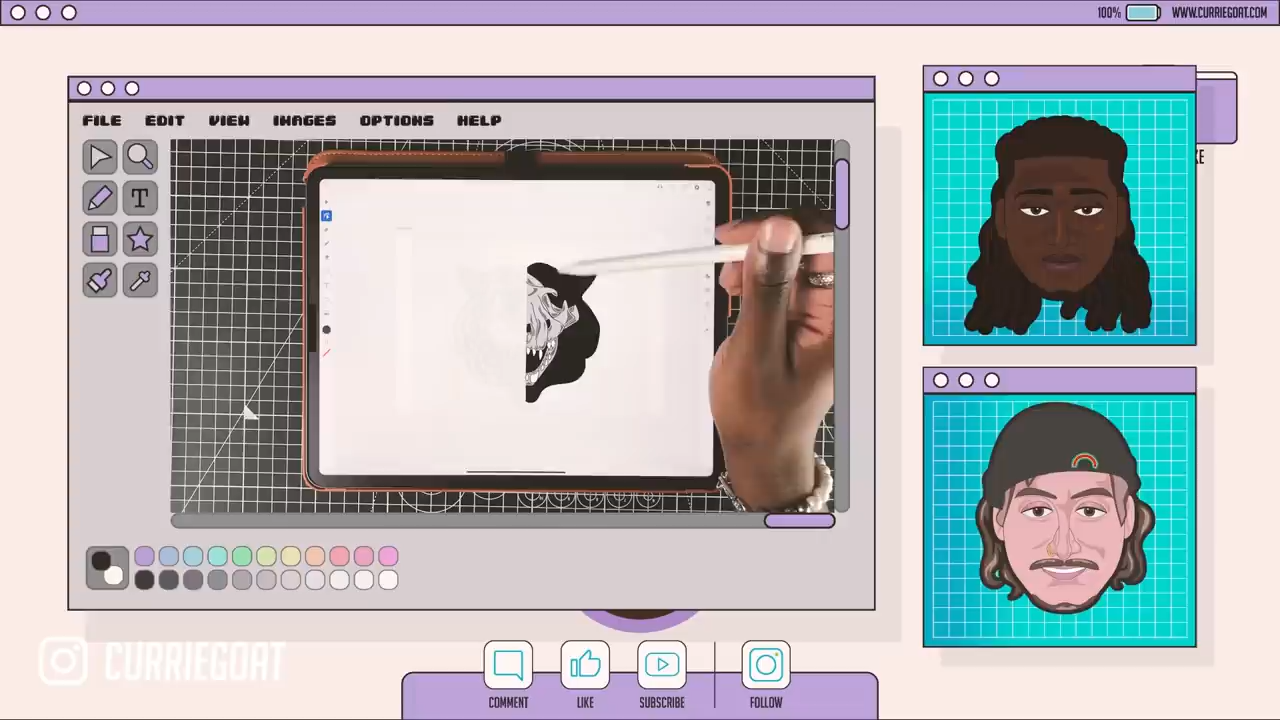 100% WWW.CURRIEGOAT.COM
FILE EDIT VIEW IMAGES OPTIONS HELP
T
CURRIEGOAT
COMMENT LIKE SUBSCRIBE FOLLOW